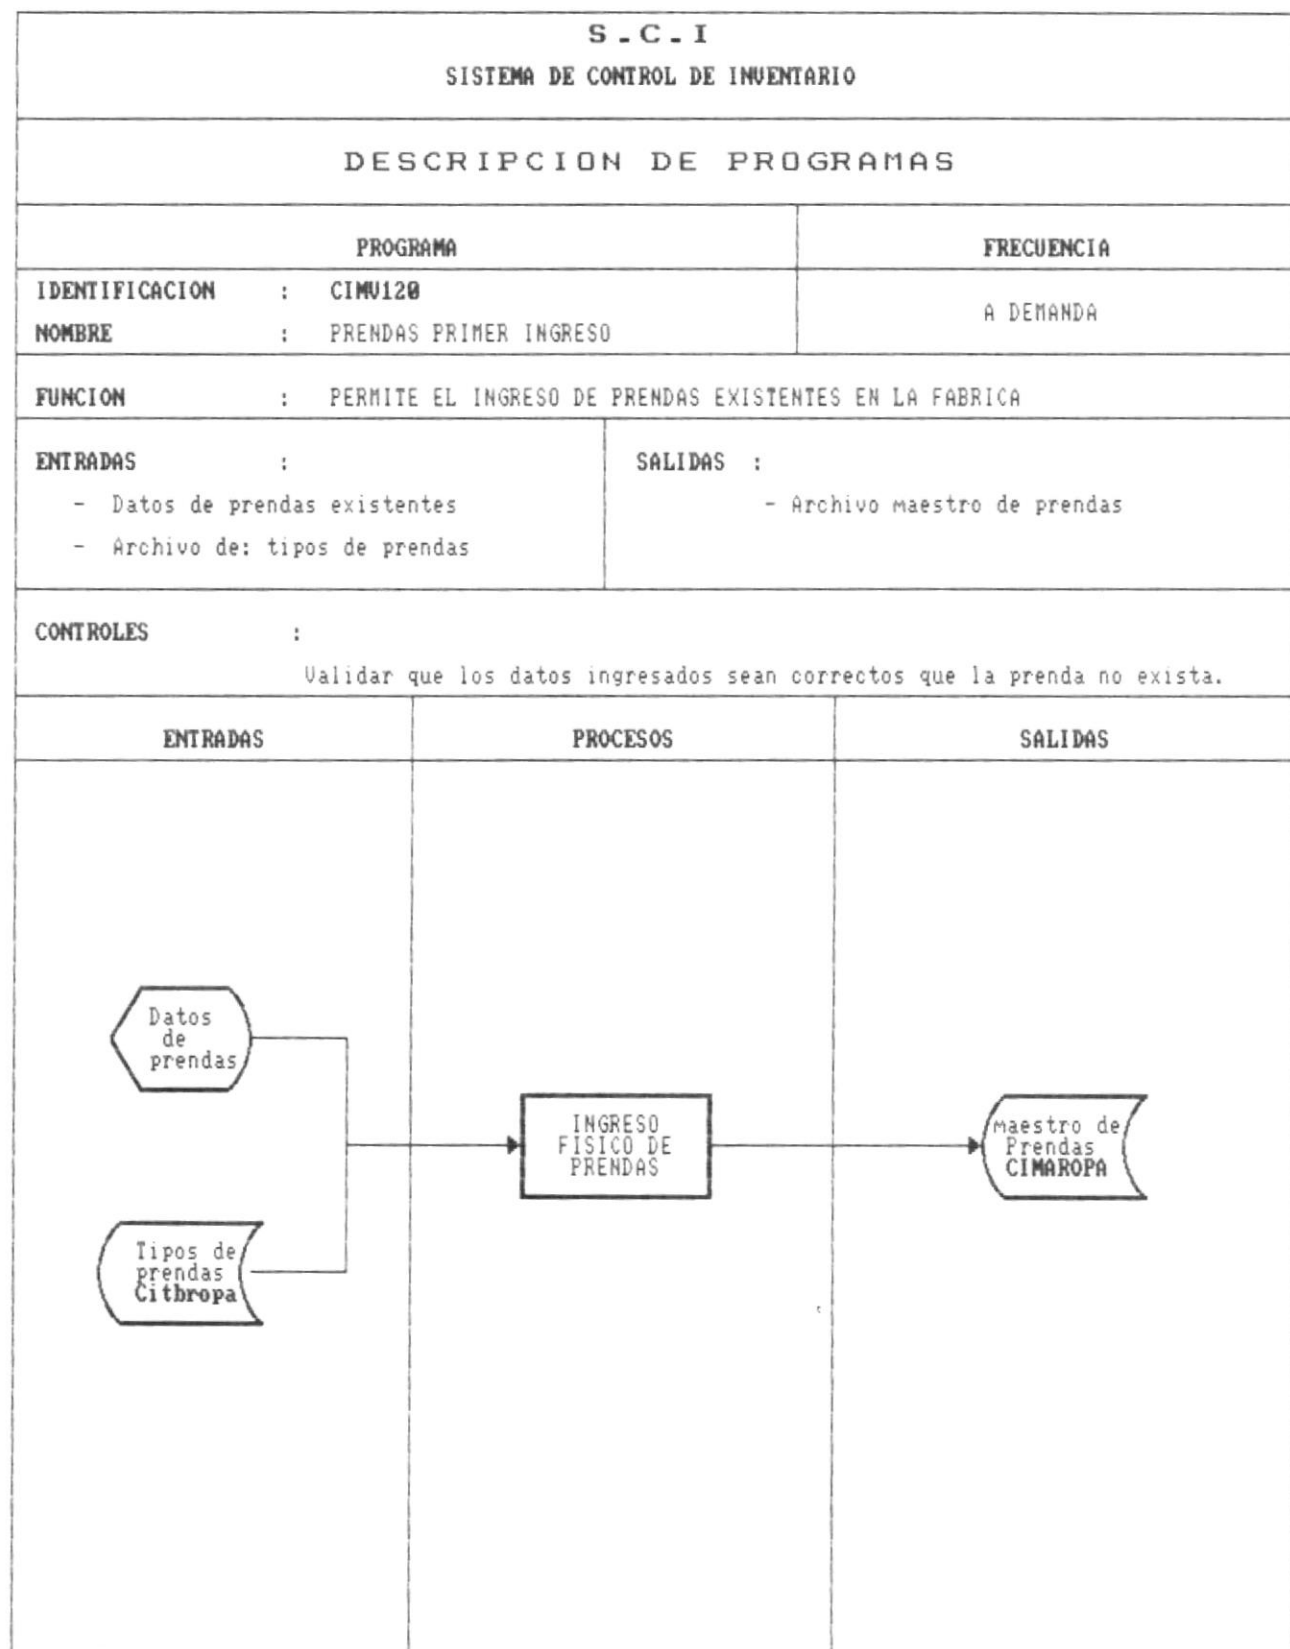 S.C.I
SISTEMA DE CONTROL DE INVENTARIO
DESCRIPCION DE PROGRAMAS
PROGRAMA
FRECUENCIA
IDENTIFICACION : CIMV120
NOMBRE : PRENDAS PRIMER INGRESO
A DEMANDA
FUNCION : PERMITE EL INGRESO DE PRENDAS EXISTENTES EN LA FABRICA
ENTRADAS :
- Datos de prendas existentes
- Archivo de: tipos de prendas
SALIDAS :
- Archivo maestro de prendas
CONTROLES :
Validar que los datos ingresados sean correctos que la prenda no exista.
ENTRADAS
PROCESOS
SALIDAS
Datos
de
prendas
INGRESO
FISICO DE
PRENDAS
maestro de
Prendas
CIMAROPA
Tipos de
prendas
Citbropa